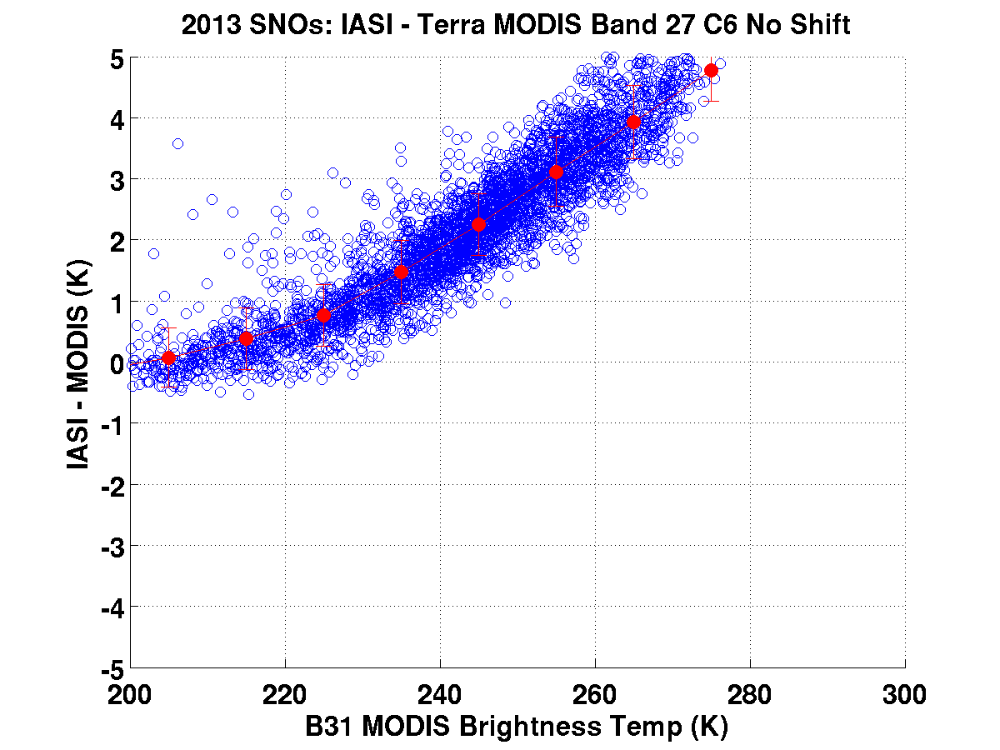 2013 SNOs: IASI - Terra MODIS Band 27 C6 No Shift
5
4
3
2
1
0
-1
-2
-3
-4
-5
IASI - MODIS (K)
200 220 240 260 280 300
B31 MODIS Brightness Temp (K)